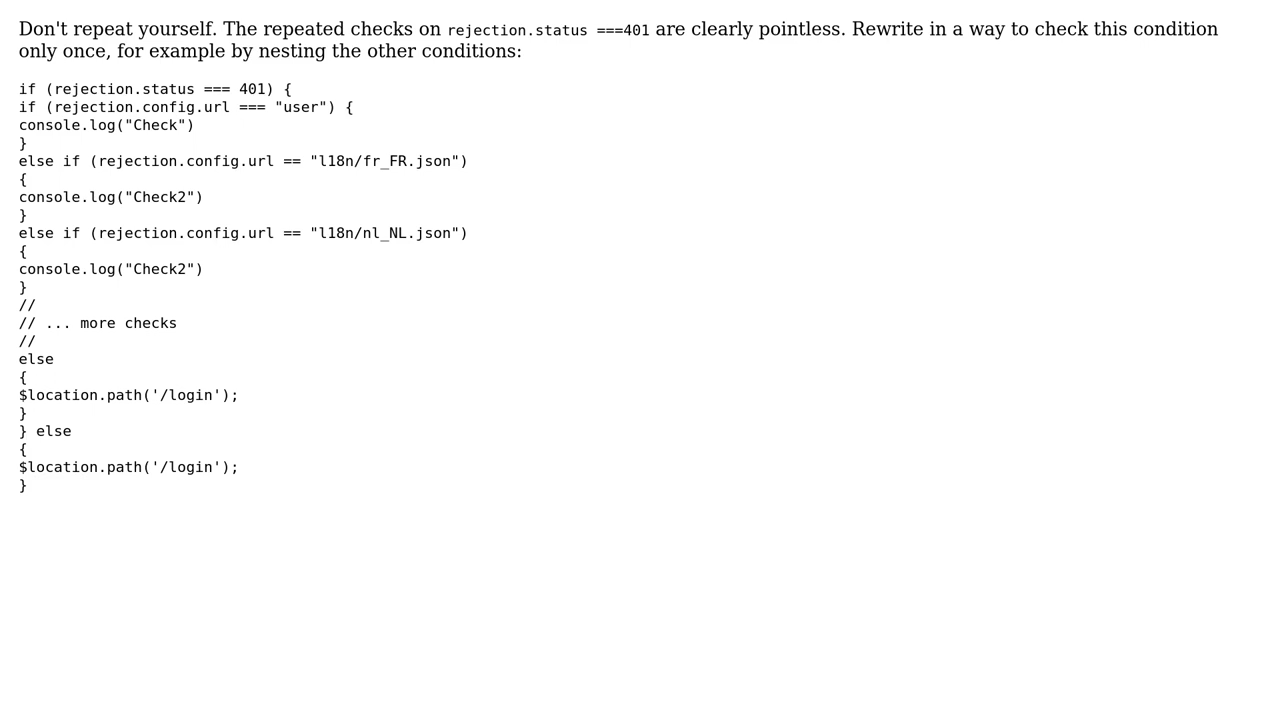 Don't repeat yourself. The repeated checks on rejection.status ===401 are clearly pointless. Rewrite in a way to check this condition
only once, for example by nesting the other conditions:
if (rejection.status === 401) {
if (rejection.config.url === "user") {
console.log("Check")
}
else if (rejection.config.url == "l18n/fr_FR.json")
{
console.log("Check2")
}
else if (rejection.config.url == "l18n/nl_NL.json")
{
console.log("Check2")
}
//
// ... more checks
//
else
{
$location.path('/login');
}
} else
{
$location.path('/login');
}